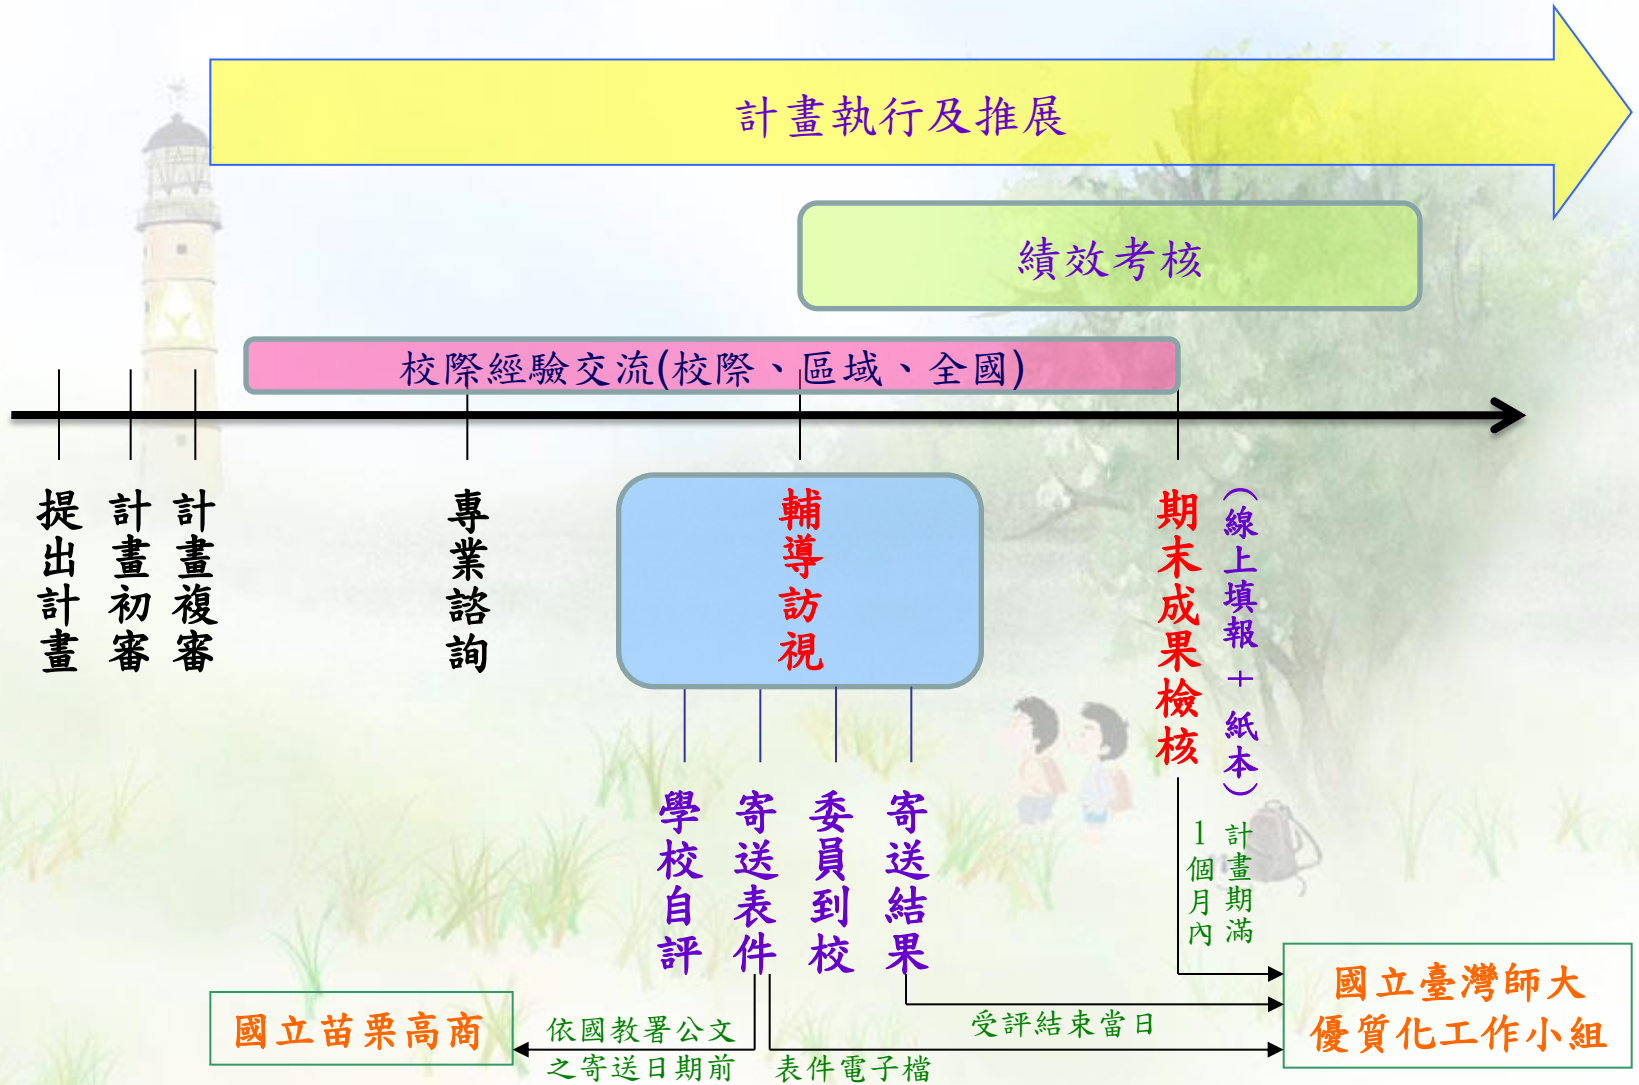 計畫執行及推展
績效考核
校際經驗交流(校際、區域、全國)
提出計畫
計畫初審
計畫複審
專業諮詢
輔導訪視
期末成果檢核
（線上填報＋紙本）
學校自評
寄送表件
委員到校
寄送結果
計畫期滿
1個月內
國立苗栗高商
依國教署公文
之寄送日期前
表件電子檔
受評結束當日
國立臺灣師大
優質化工作小組